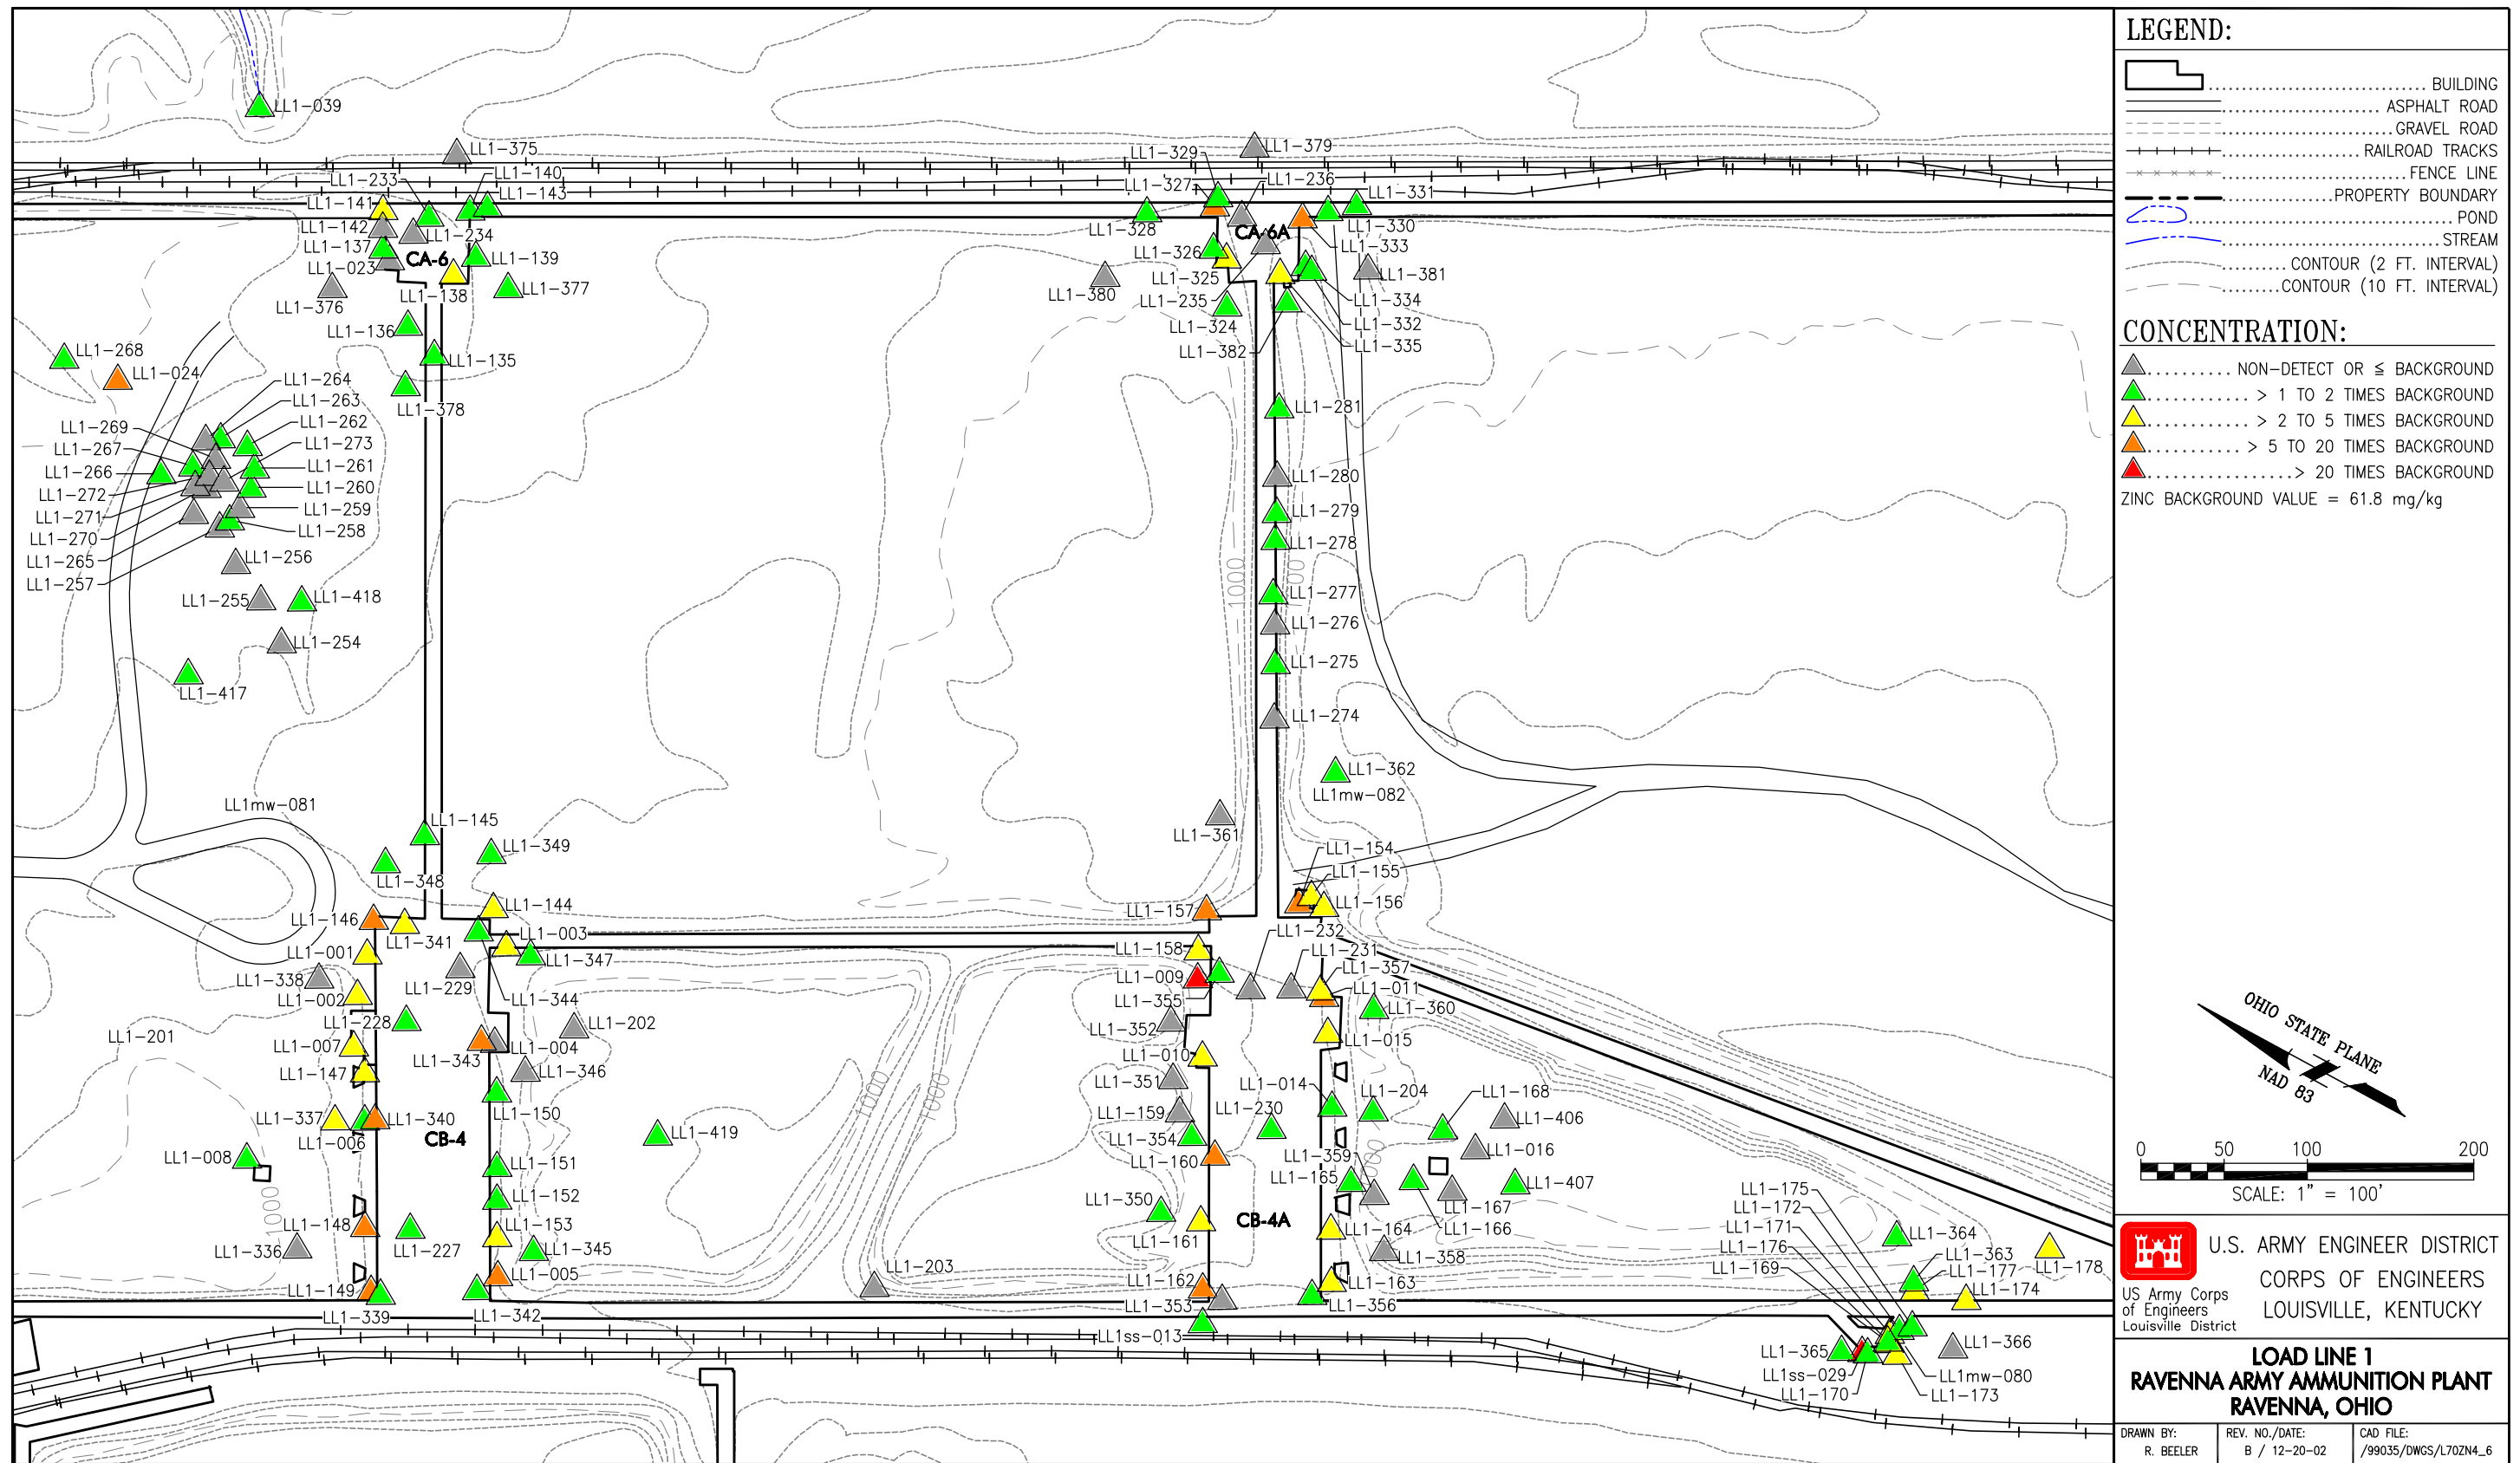 LL1-039
LL1-375
LL1-379
LL1-329
LL1-140
LL1-233
LL1-143
LL1-327
LL1-236
LL1-331
LL1-141
LL1-142
LL1-234
LL1-137
CA-6
LL1-139
LL1-023
LL1-376
LL1-138
LL1-377
LL1-328
CA-6A
LL1-330
LL1-333
LL1-326
LL1-325
LL1-381
LL1-380
LL1-235
LL1-334
LL1-324
LL1-332
LL1-382
LL1-335
LL1-136
LL1-135
LL1-378
LL1-268
LL1-024
LL1-264
LL1-263
LL1-262
LL1-269
LL1-273
LL1-267
LL1-261
LL1-266
LL1-260
LL1-272
LL1-259
LL1-271
LL1-258
LL1-270
LL1-265
LL1-256
LL1-257
LL1-255
LL1-418
LL1-254
LL1-417
LL1-281
LL1-280
LL1-279
LL1-278
1000
1000
LL1-277
LL1-276
LL1-275
LL1-274
LL1-362
LL1mw-082
LL1mw-081
LL1-361
LL1-145
LL1-349
LL1-348
LL1-154
LL1-155
LL1-144
LL1-146
LL1-341
LL1-003
LL1-157
LL1-156
LL1-232
LL1-001
LL1-347
LL1-158
LL1-231
LL1-338
LL1-229
LL1-009
LL1-357
LL1-002
LL1-344
LL1-355
LL1-011
LL1-360
LL1-228
LL1-202
LL1-352
LL1-201
LL1-007
LL1-343
LL1-004
LL1-010
LL1-015
LL1-147
LL1-346
LL1-351
LL1-014
LL1-204
LL1-168
1000
1000
LL1-337
LL1-340
LL1-150
LL1-159
LL1-230
LL1-406
LL1-006
CB-4
LL1-419
LL1-354
LL1-016
LL1-008
LL1-151
LL1-160
LL1-359
1000
LL1-165
LL1-407
LL1-152
LL1-350
LL1-167
LL1-175
1000
LL1-148
LL1-153
CB-4A
LL1-166
LL1-172
LL1-336
LL1-227
LL1-345
LL1-161
LL1-164
LL1-171
LL1-364
LL1-358
LL1-176
LL1-363
LL1-005
LL1-203
LL1-169
LL1-177
LL1-178
LL1-149
LL1-162
LL1-163
LL1-174
LL1-339
LL1-342
LL1-353
LL1-356
LL1ss-013
LL1-365
LL1-366
LL1ss-029
LL1mw-080
LL1-170
LL1-173
LEGEND:
BUILDING
ASPHALT ROAD
GRAVEL ROAD
RAILROAD TRACKS
FENCE LINE
PROPERTY BOUNDARY
POND
STREAM
CONTOUR (2 FT. INTERVAL)
CONTOUR (10 FT. INTERVAL)
CONCENTRATION:
NON-DETECT OR ≤ BACKGROUND
> 1 TO 2 TIMES BACKGROUND
> 2 TO 5 TIMES BACKGROUND
> 5 TO 20 TIMES BACKGROUND
> 20 TIMES BACKGROUND
ZINC BACKGROUND VALUE = 61.8 mg/kg
OHIO STATE PLANE
NAD 83
0 50 100 200
SCALE: 1" = 100'
US Army Corps
of Engineers
Louisville District
U.S. ARMY ENGINEER DISTRICT
CORPS OF ENGINEERS
LOUISVILLE, KENTUCKY
LOAD LINE 1
RAVENNA ARMY AMMUNITION PLANT
RAVENNA, OHIO
DRAWN BY:
R. BEELER
REV. NO./DATE:
B / 12-20-02
CAD FILE:
/99035/DWGS/L70ZN4_6